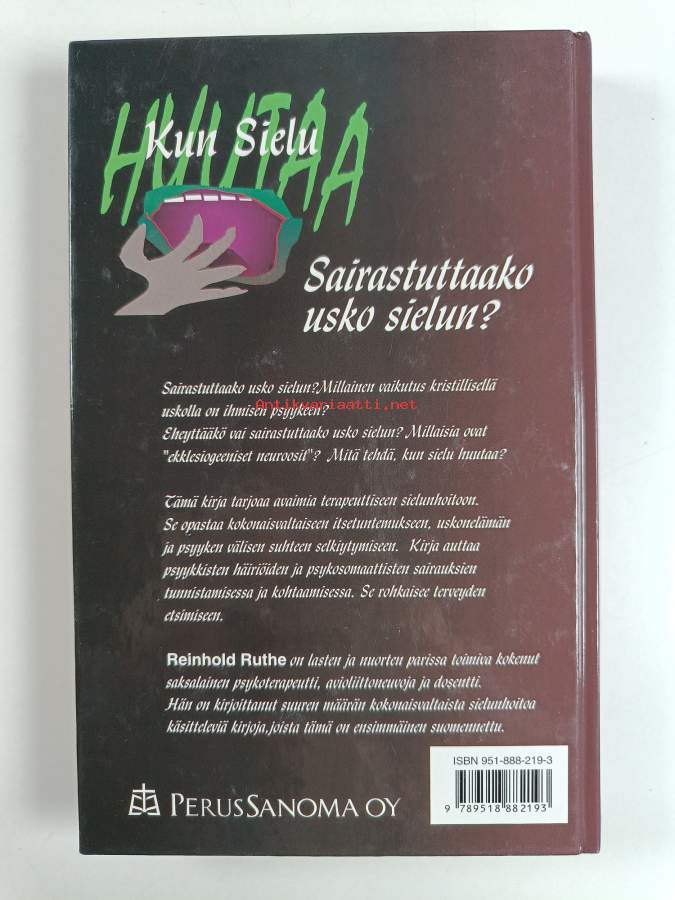 Kun Sielu
HUUTAA
Sairastuttaako
usko sielun?
Sairastuttaako usko sielun?Millainen vaikutus kristillisellä
uskolla on ihmisen psyykeen?
Antikvariaatti.net
Eheyttääkö vai sairastuttaako usko sielun? Millaisia ovat
"ekklesiogeeniset neuroosit"? Mitä tehdä, kun sielu huutaa?
Tämä kirja tarjoaa avaimia terapeuttiseen sielunhoitoon.
Se opastaa kokonaisvaltaiseen itsetuntemukseen, uskonelämän
ja psyyken välisen suhteen selkiytymiseen. Kirja auttaa
psyykkisten häiriöiden ja psykosomaattisten sairauksien
tunnistamisessa ja kohtaamisessa. Se rohkaisee terveyden
etsimiseen.
Reinhold Ruthe on lasten ja nuorten parissa toimiva kokenut
saksalainen psykoterapeutti, avioliittoneuvoja ja dosentti.
Hän on kirjoittanut suuren määrän kokonaisvaltaista sielunhoitoa
käsitteleviä kirjoja,joista tämä on ensimmäinen suomennettu.
ISBN 951-888-219-3
9 789518 882193
PERUSSANOMA OY